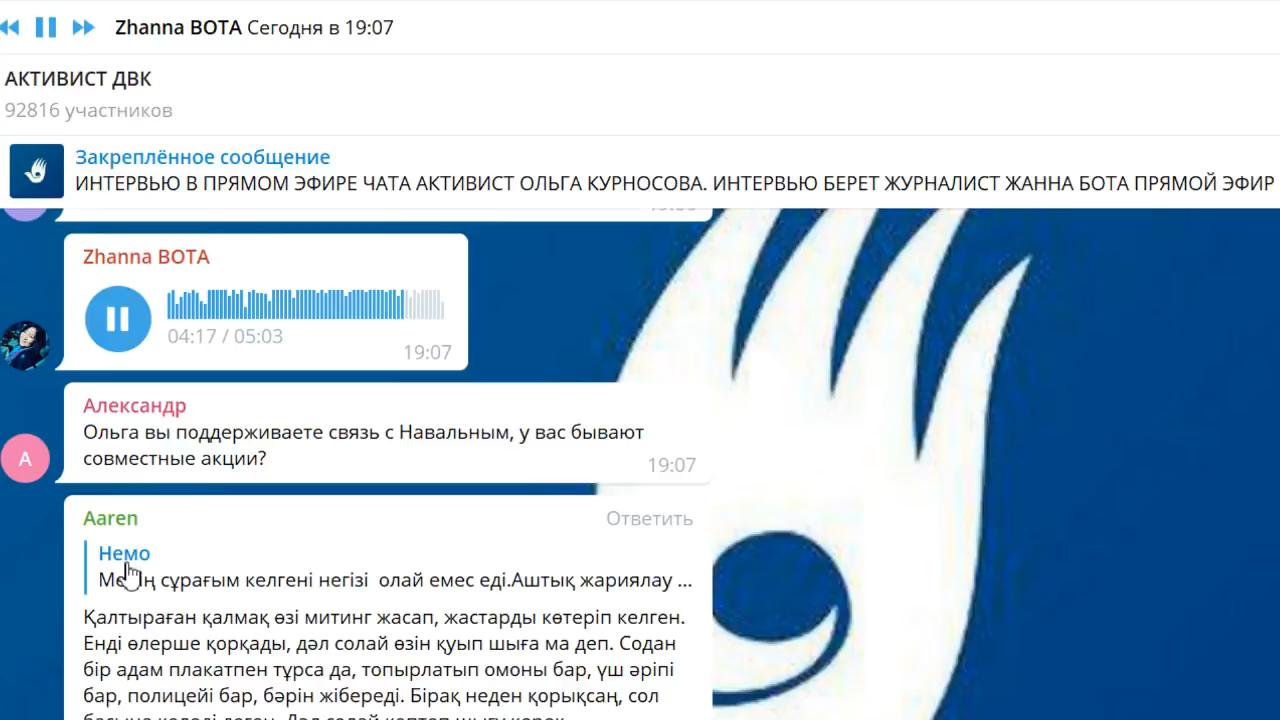 Zhanna BOTA Сегодня в 19:07
АКТИВИСТ ДВК
92816 участников
Закреплённое сообщение
ИНТЕРВЬЮ В ПРЯМОМ ЭФИРЕ ЧАТА АКТИВИСТ ОЛЬГА КУРНОСОВА. ИНТЕРВЬЮ БЕРЕТ ЖУРНАЛИСТ ЖАННА БОТА ПРЯМОЙ ЭФИР
Zhanna BOTA
04:17 / 05:03
19:07
Александр
Ольга вы поддерживаете связь с Навальным, у вас бывают
совместные акции?
19:07
А
Aaren
Ответить
Немо
сұрағым келгені негізі олай емес еді.Аштық жариялау ...
Қалтыраған қалмақ өзі митинг жасап, жастарды көтеріп келген.
Енді өлерше қорқады, дәл солай өзін қуып шыға ма деп. Содан
бір адам плакатпен тұрса да, топырлатып омоны бар, үш әріпі
бар, полицейі бар, бәрін жібереді. Бірақ неден қорықсаң, сол